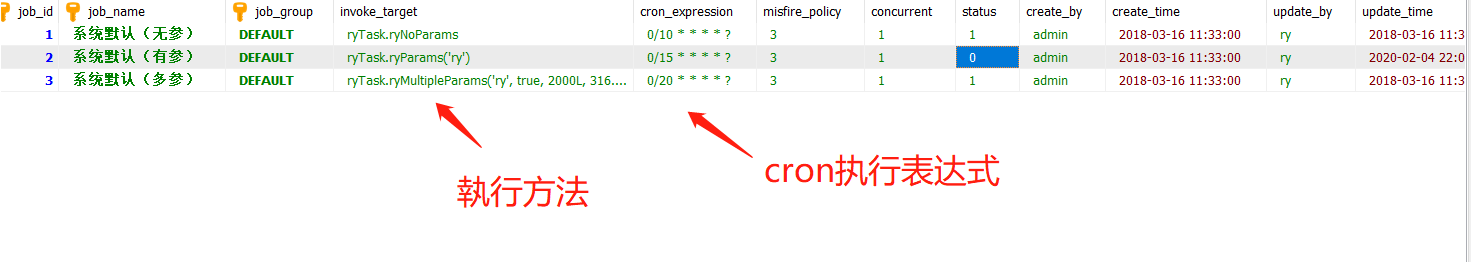 job_id job_name job_group invoke_target cron_expression misfire_policy concurrent status create_by create_time update_by update_time
1 系统默认（无参） DEFAULT ryTask.ryNoParams 0/10 * * * * ? 3 1 1 admin 2018-03-16 11:33:00 ry 2018-03-16 11:3
2 系统默认（有参） DEFAULT ryTask.ryParams('ry') 0/15 * * * * ? 3 1 0 admin 2018-03-16 11:33:00 ry 2020-02-04 22:0
3 系统默认（多参） DEFAULT ryTask.ryMultipleParams('ry', true, 2000L, 316.... 0/20 * * * * ? 3 1 1 admin 2018-03-16 11:33:00 ry 2018-03-16 11:3
cron执行表达式
執行方法